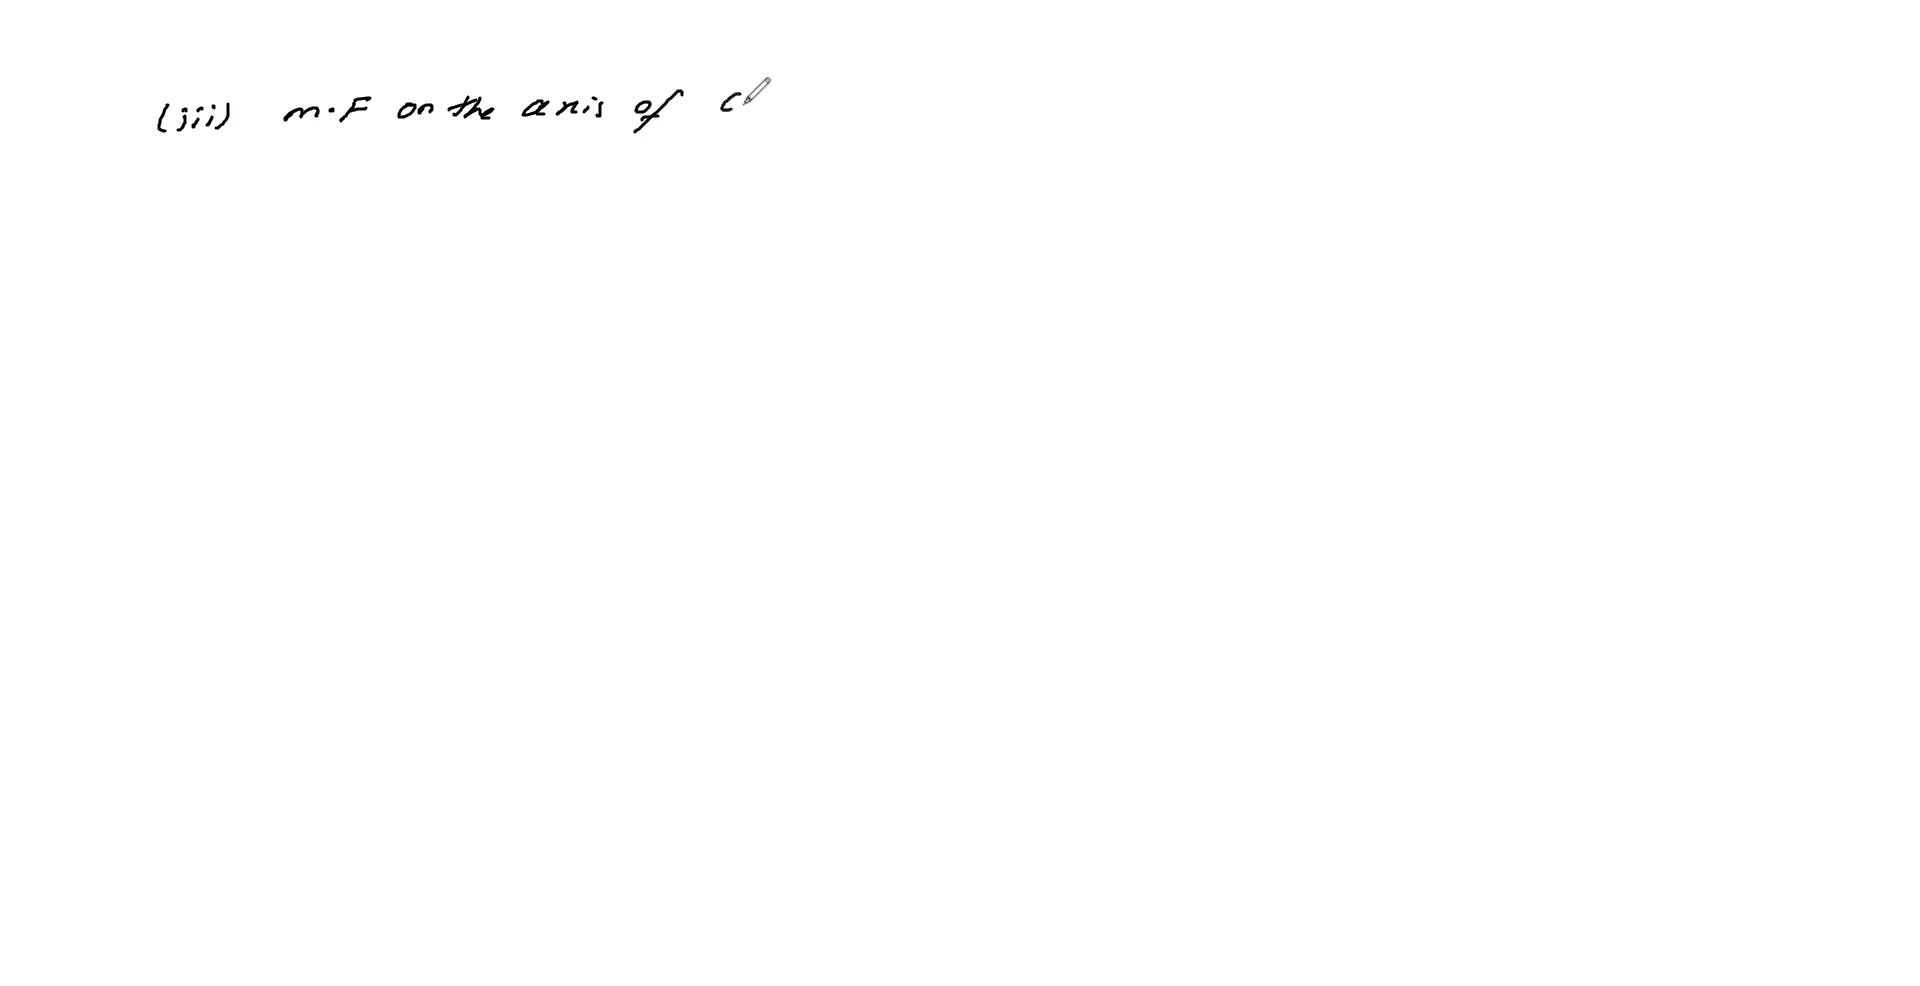 (iii) m.F on the axis of c